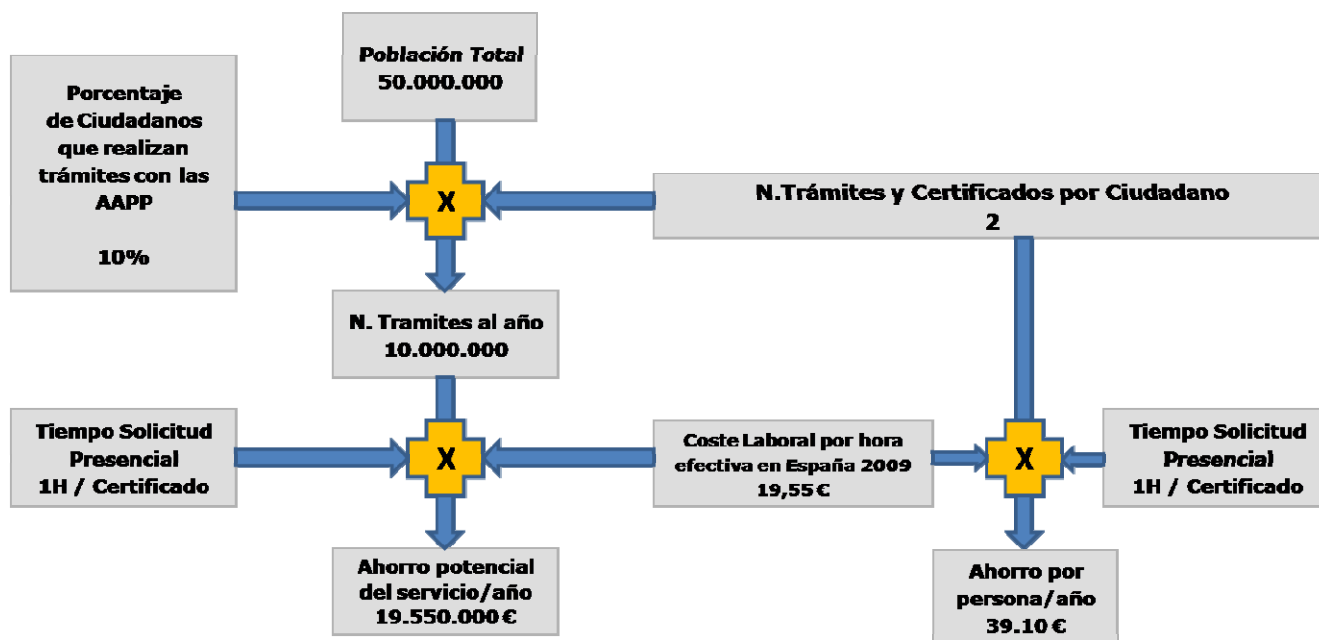 Población Total
50.000.000
Porcentaje
de Ciudadanos
que realizan
trámites con las
AAPP
10%
X
N.Trámites y Certificados por Ciudadano
2
N. Tramites al año
10.000.000
Tiempo Solicitud
Presencial
1H / Certificado
X
Coste Laboral por hora
efectiva en España 2009
19,55 €
X
Tiempo Solicitud
Presencial
1H / Certificado
Ahorro potencial
del servicio/año
19.550.000 €
Ahorro por
persona/año
39.10 €